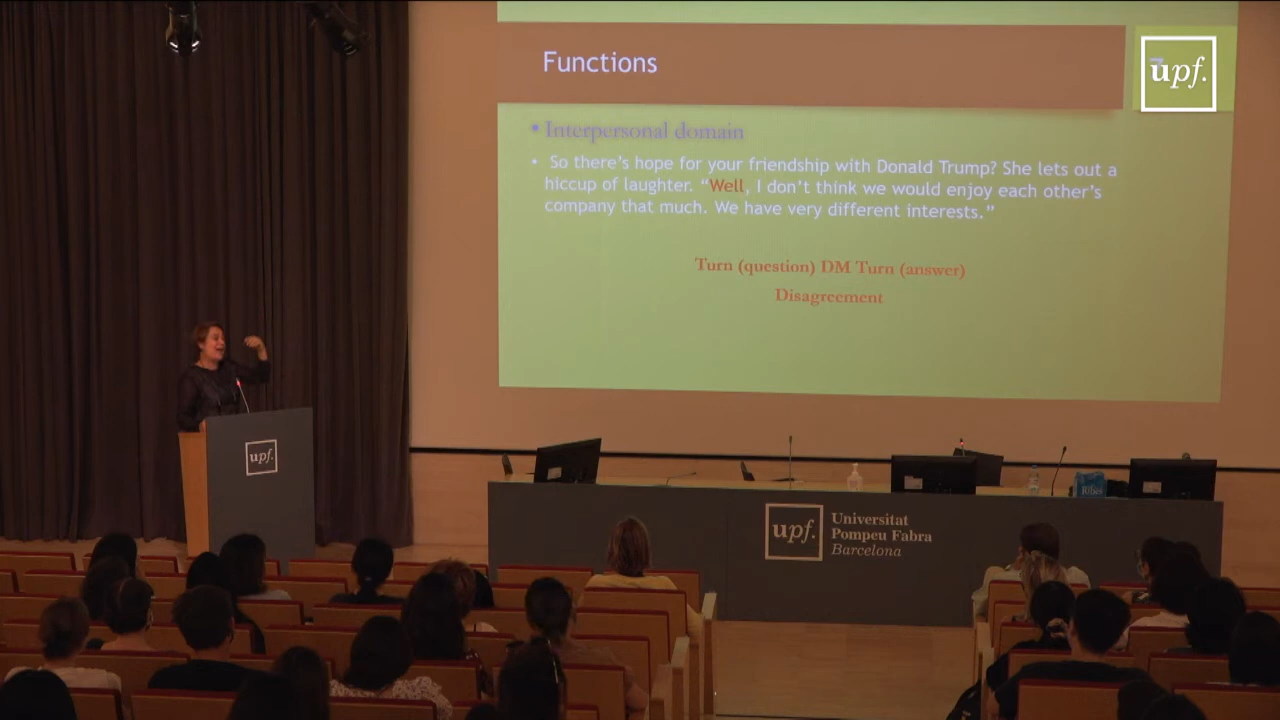 Functions
upf.
• Interpersonal domain
• So there's hope for your friendship with Donald Trump? She lets out a
hiccup of laughter. "Well, I don't think we would enjoy each other's
company that much. We have very different interests."
Turn (question) DM Turn (answer)
Disagreement
upf.
upf.
Universitat
Pompeu Fabra
Barcelona